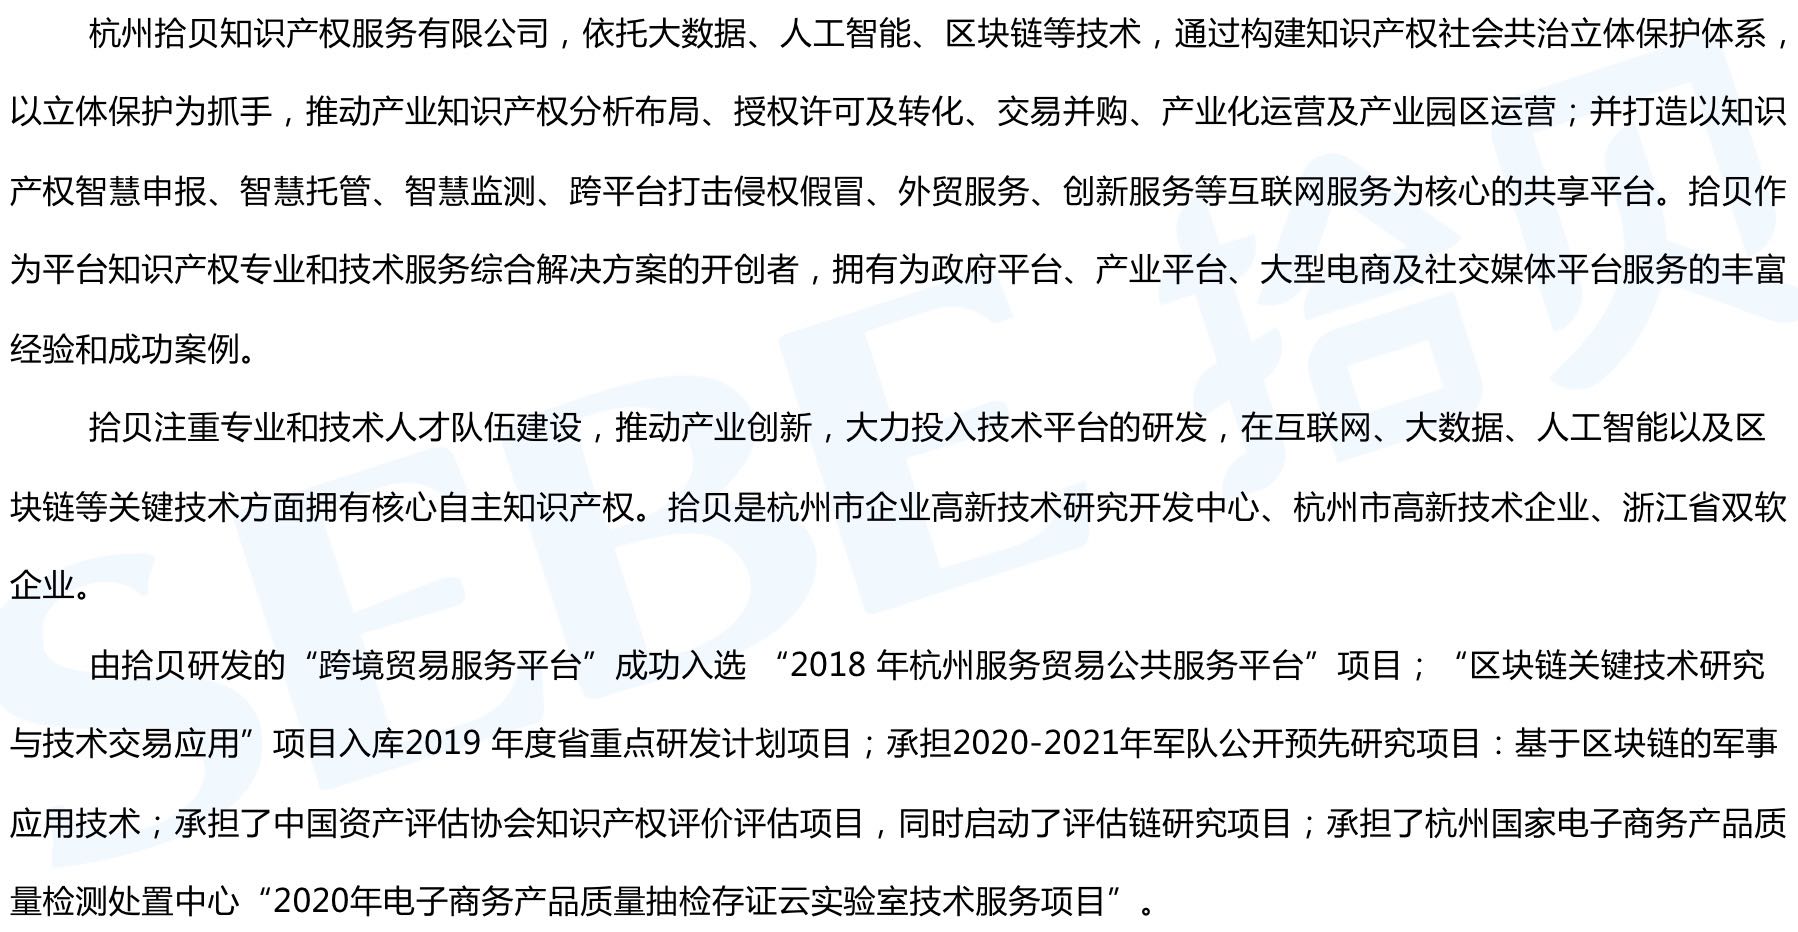 杭州拾贝知识产权服务有限公司，依托大数据、人工智能、区块链等技术，通过构建知识产权社会共治立体保护体系，
以立体保护为抓手，推动产业知识产权分析布局、授权许可及转化、交易并购、产业化运营及产业园区运营；并打造以知识
产权智慧申报、智慧托管、智慧监测、跨平台打击侵权假冒、外贸服务、创新服务等互联网服务为核心的共享平台。拾贝作
为平台知识产权专业和技术服务综合解决方案的开创者，拥有为政府平台、产业平台、大型电商及社交媒体平台服务的丰富
经验和成功案例。
拾贝注重专业和技术人才队伍建设，推动产业创新，大力投入技术平台的研发，在互联网、大数据、人工智能以及区
块链等关键技术方面拥有核心自主知识产权。拾贝是杭州市企业高新技术研究开发中心、杭州市高新技术企业、浙江省双软
企业。
由拾贝研发的“跨境贸易服务平台”成功入选 “2018 年杭州服务贸易公共服务平台”项目；“区块链关键技术研究
与技术交易应用”项目入库2019 年度省重点研发计划项目；承担2020-2021年军队公开预先研究项目：基于区块链的军事
应用技术；承担了中国资产评估协会知识产权评价评估项目，同时启动了评估链研究项目；承担了杭州国家电子商务产品质
量检测处置中心“2020年电子商务产品质量抽检存证云实验室技术服务项目”。
SEBE 拾贝